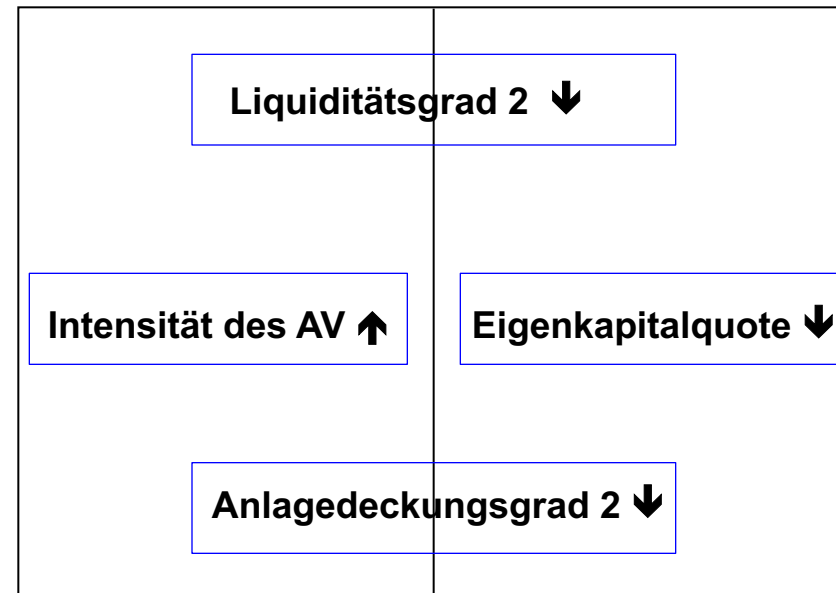 Liquiditätsgrad 2 🡻
Intensität des AV 🡹
Eigenkapitalquote 🡻
Anlagedeckungsgrad 2 🡻